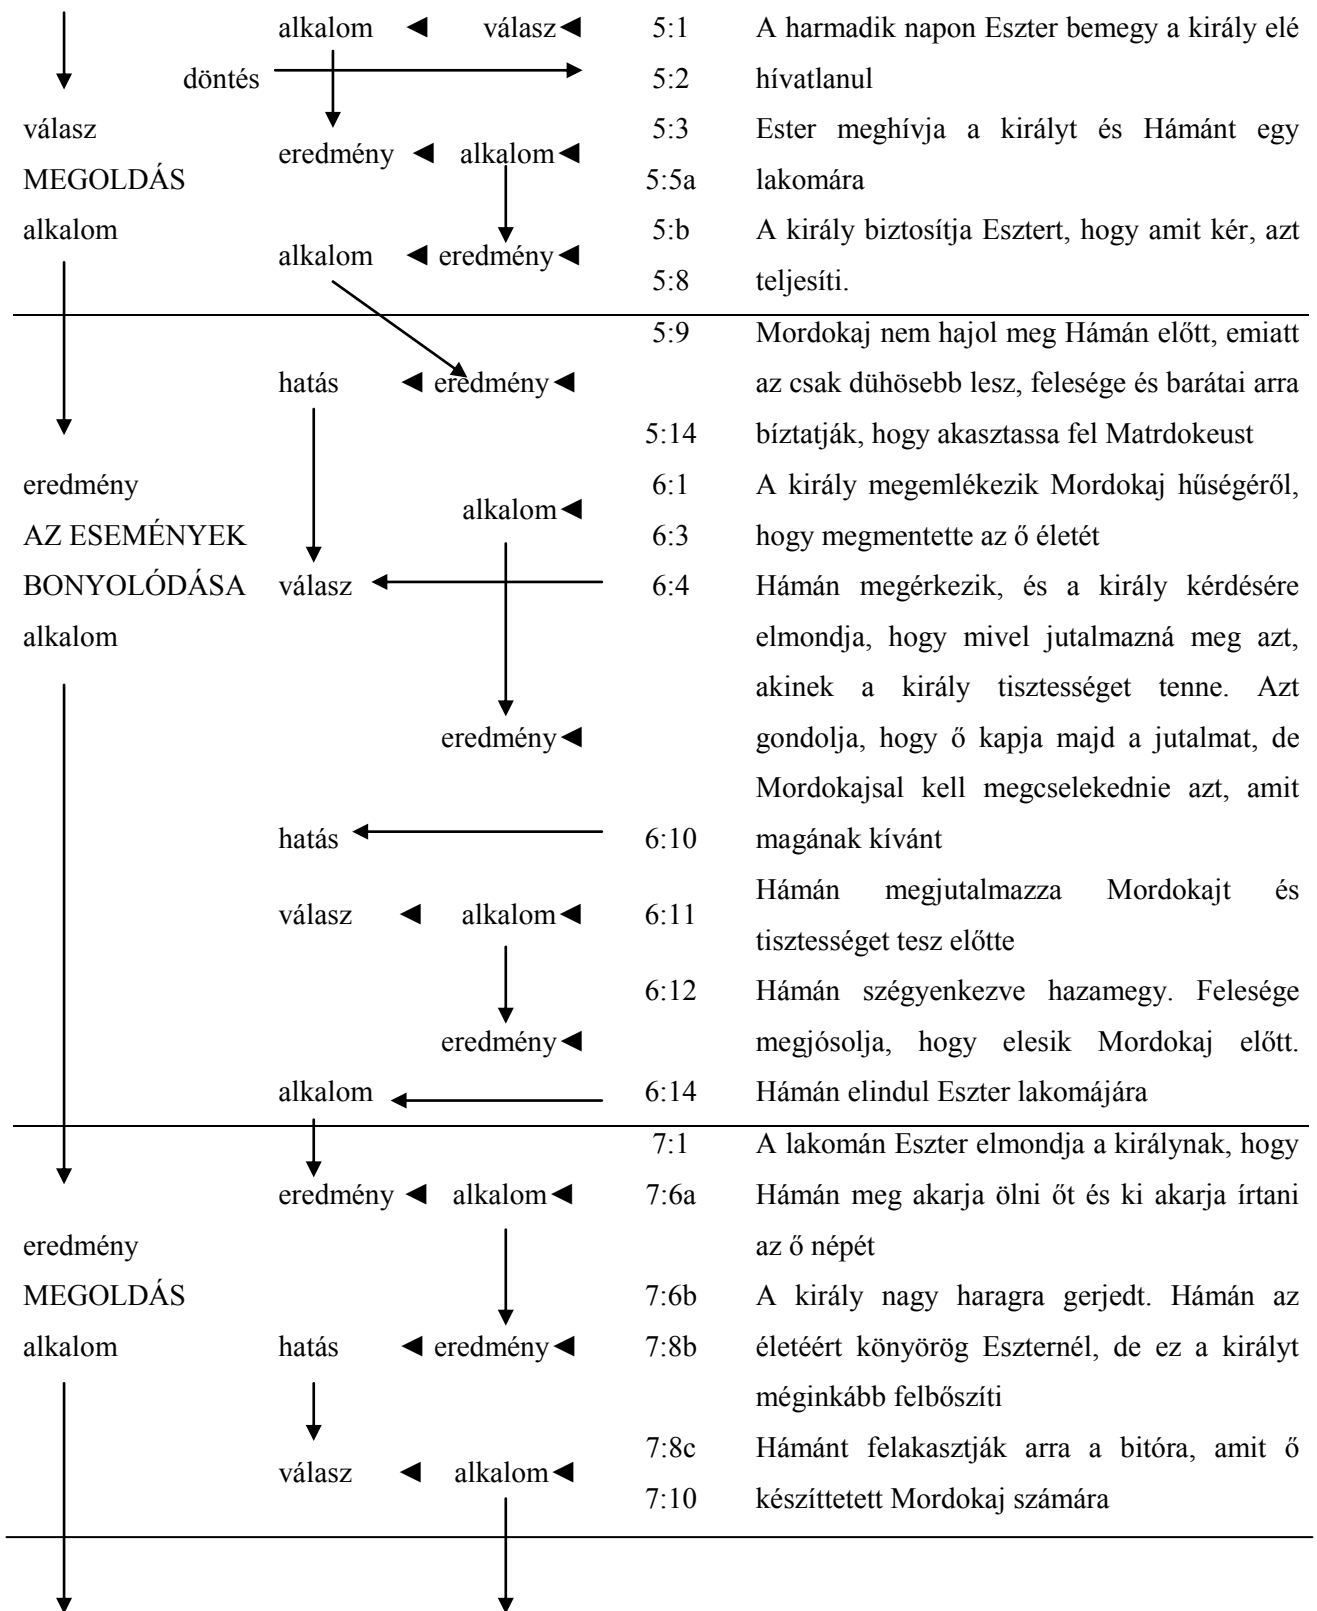 alkalom ◄ válasz◄ 5:1 A harmadik napon Eszter bemegy a király elé
döntés 5:2 hívatlanul
válasz 5:3 Ester meghívja a királyt és Hámánt egy
eredmény ◄ alkalom◄
MEGOLDÁS 5:5a lakomára
alkalom 5:b A király biztosítja Esztert, hogy amit kér, azt
alkalom ◄ eredmény◄
5:8 teljesíti.
5:9 Mordokaj nem hajol meg Hámán előtt, emiatt
hatás ◄ eredmény◄ az csak dühösebb lesz, felesége és barátai arra
5:14 bíztatják, hogy akasztassa fel Matrdokeust
eredmény 6:1 A király megemlékezik Mordokaj hűségéről,
alkalom◄
AZ ESEMÉNYEK 6:3 hogy megmentette az ő életét
BONYOLÓDÁSA válasz 6:4 Hámán megérkezik, és a király kérdésére
alkalom elmondja, hogy mivel jutalmazná meg azt,
akinek a király tisztességet tenne. Azt
eredmény◄ gondolja, hogy ő kapja majd a jutalmat, de
Mordokajsal kell megcselekednie azt, amit
hatás 6:10 magának kívánt
Hámán megjutalmazza Mordokajt és
válasz ◄ alkalom◄ 6:11
tisztességet tesz előtte
6:12 Hámán szégyenkezve hazamegy. Felesége
eredmény◄ megjósolja, hogy elesik Mordokaj előtt.
alkalom 6:14 Hámán elindul Eszter lakomájára
7:1 A lakomán Eszter elmondja a királynak, hogy
eredmény ◄ alkalom◄ 7:6a Hámán meg akarja ölni őt és ki akarja írtani
eredmény az ő népét
MEGOLDÁS 7:6b A király nagy haragra gerjedt. Hámán az
alkalom hatás ◄ eredmény◄ 7:8b életéért könyörög Eszternél, de ez a királyt
méginkább felbőszíti
7:8c Hámánt felakasztják arra a bitóra, amit ő
válasz ◄ alkalom◄
7:10 készíttetett Mordokaj számára